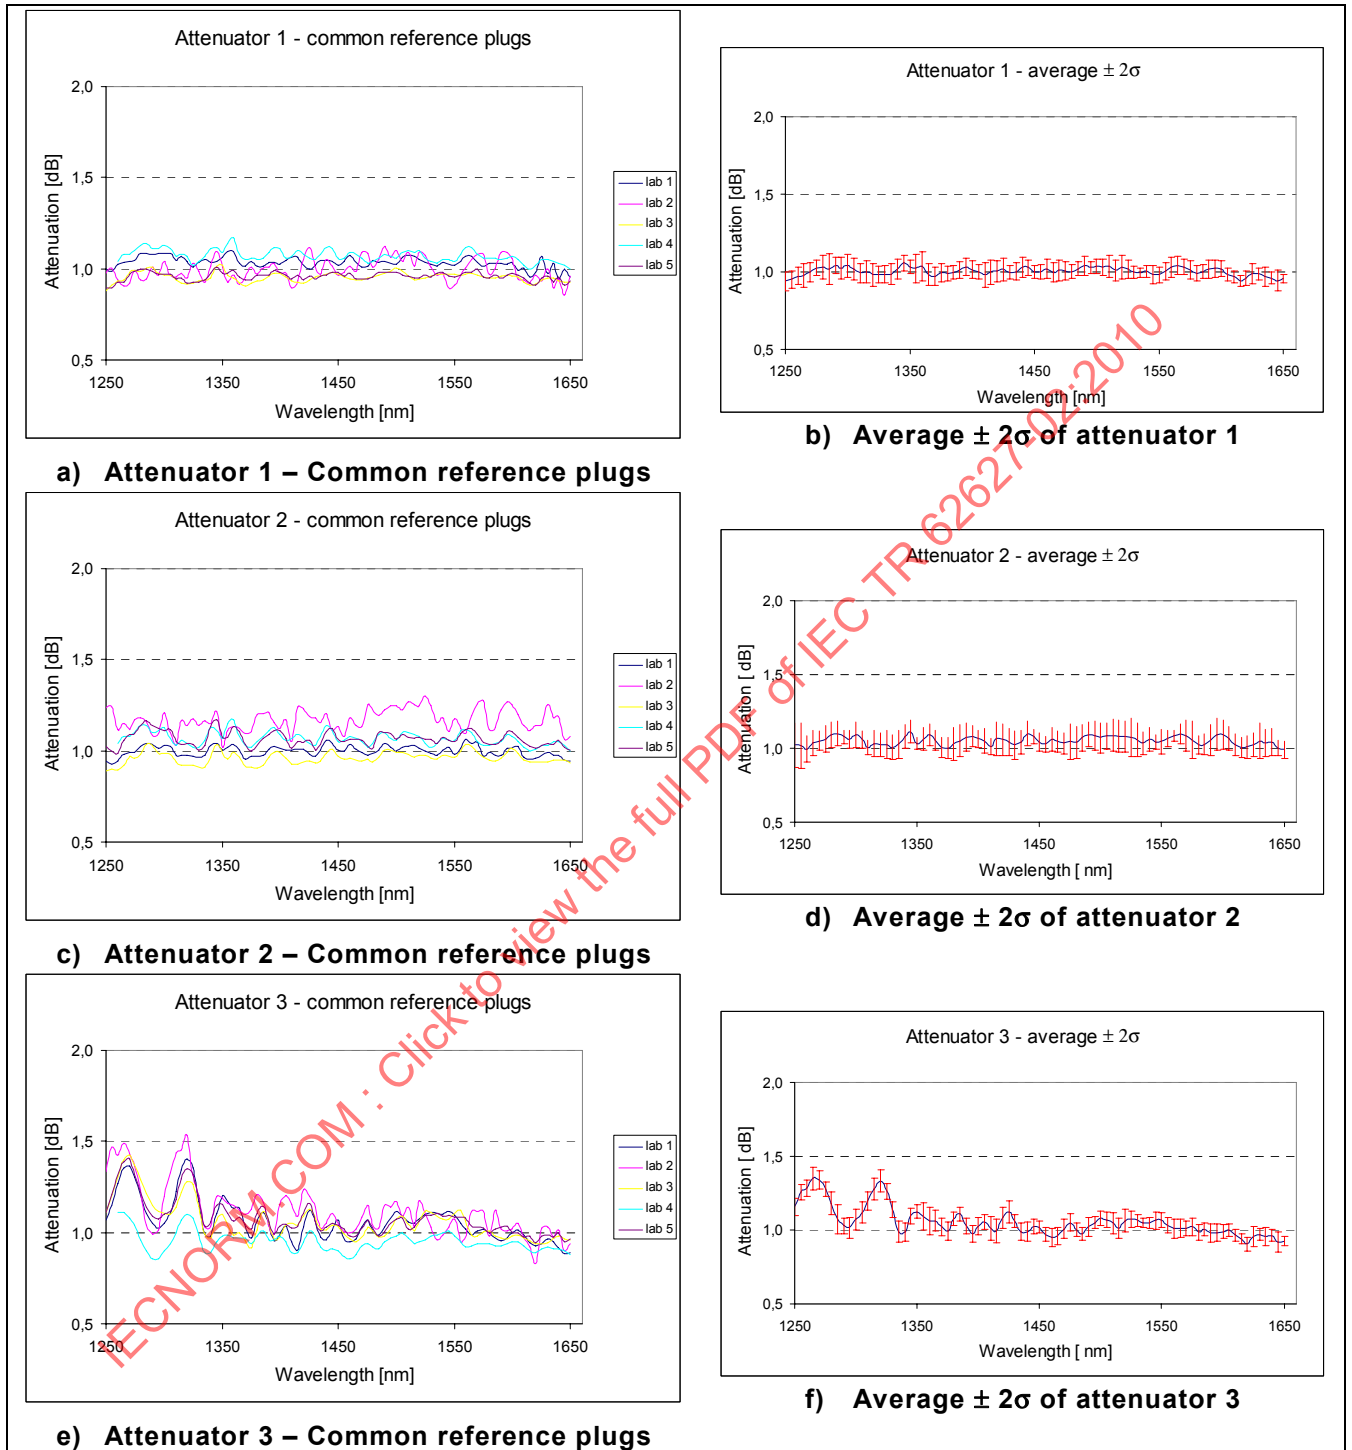 Attenuator 1 - common reference plugs
2,0
1,5
1,0
0,5
Attenuation [dB]
1250 1350 1450 1550 1650
Wavelength [nm]
lab 1
lab 2
lab 3
lab 4
lab 5
a) Attenuator 1 – Common reference plugs
Attenuator 1 - average ± 2σ
2,0
1,5
1,0
0,5
Attenuation [dB]
1250 1350 1450 1550 1650
Wavelength [nm]
b) Average ± 2σ of attenuator 1
Attenuator 2 - common reference plugs
2,0
1,5
1,0
0,5
Attenuation [dB]
1250 1350 1450 1550 1650
Wavelength [nm]
lab 1
lab 2
lab 3
lab 4
lab 5
c) Attenuator 2 – Common reference plugs
Attenuator 2 - average ± 2σ
2,0
1,5
1,0
0,5
Attenuation [ dB]
1250 1350 1450 1550 1650
Wavelength [ nm]
d) Average ± 2σ of attenuator 2
Attenuator 3 - common reference plugs
2,0
1,5
1,0
0,5
Attenuation [dB]
1250 1350 1450 1550 1650
Wavelength [nm]
lab 1
lab 2
lab 3
lab 4
lab 5
e) Attenuator 3 – Common reference plugs
Attenuator 3 - average ± 2σ
2,0
1,5
1,0
0,5
Attenuation [ dB]
1250 1350 1450 1550 1650
Wavelength [ nm]
f) Average ± 2σ of attenuator 3
IECNORM.COM : Click to view the full PDF of IEC TR 62627-02:2010